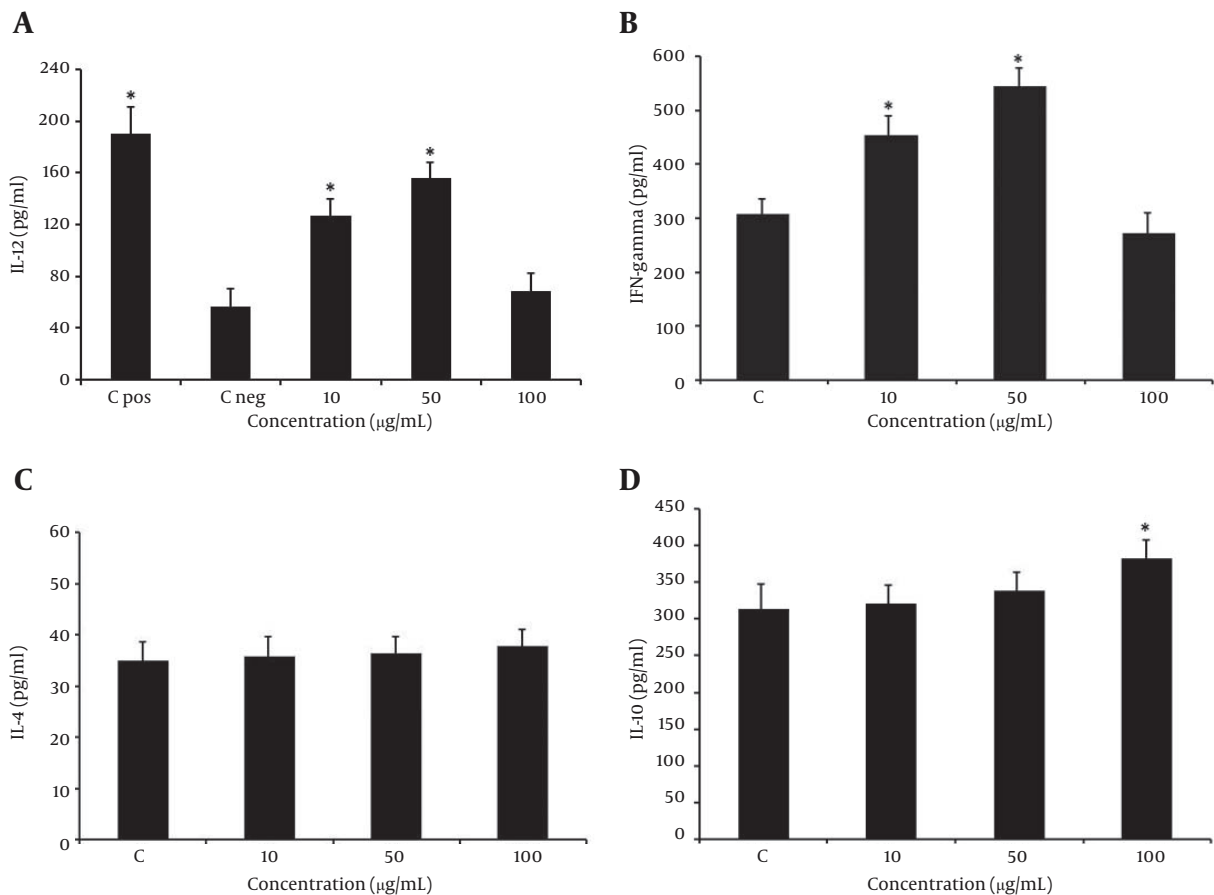 A
240
200
160
120
80
40
0
IL-12 (pg/ml)
*
*
*
C pos C neg 10 50 100
Concentration (µg/mL)
B
600
500
400
300
200
100
0
IFN-gamma (pg/ml)
*
*
C 10 50 100
Concentration (µg/mL)
C
60
50
40
30
20
10
0
IL-4 (pg/ml)
C 10 50 100
Concentration (µg/mL)
D
450
400
350
300
250
200
150
100
50
0
IL-10 (pg/ml)
*
C 10 50 100
Concentration (µg/mL)